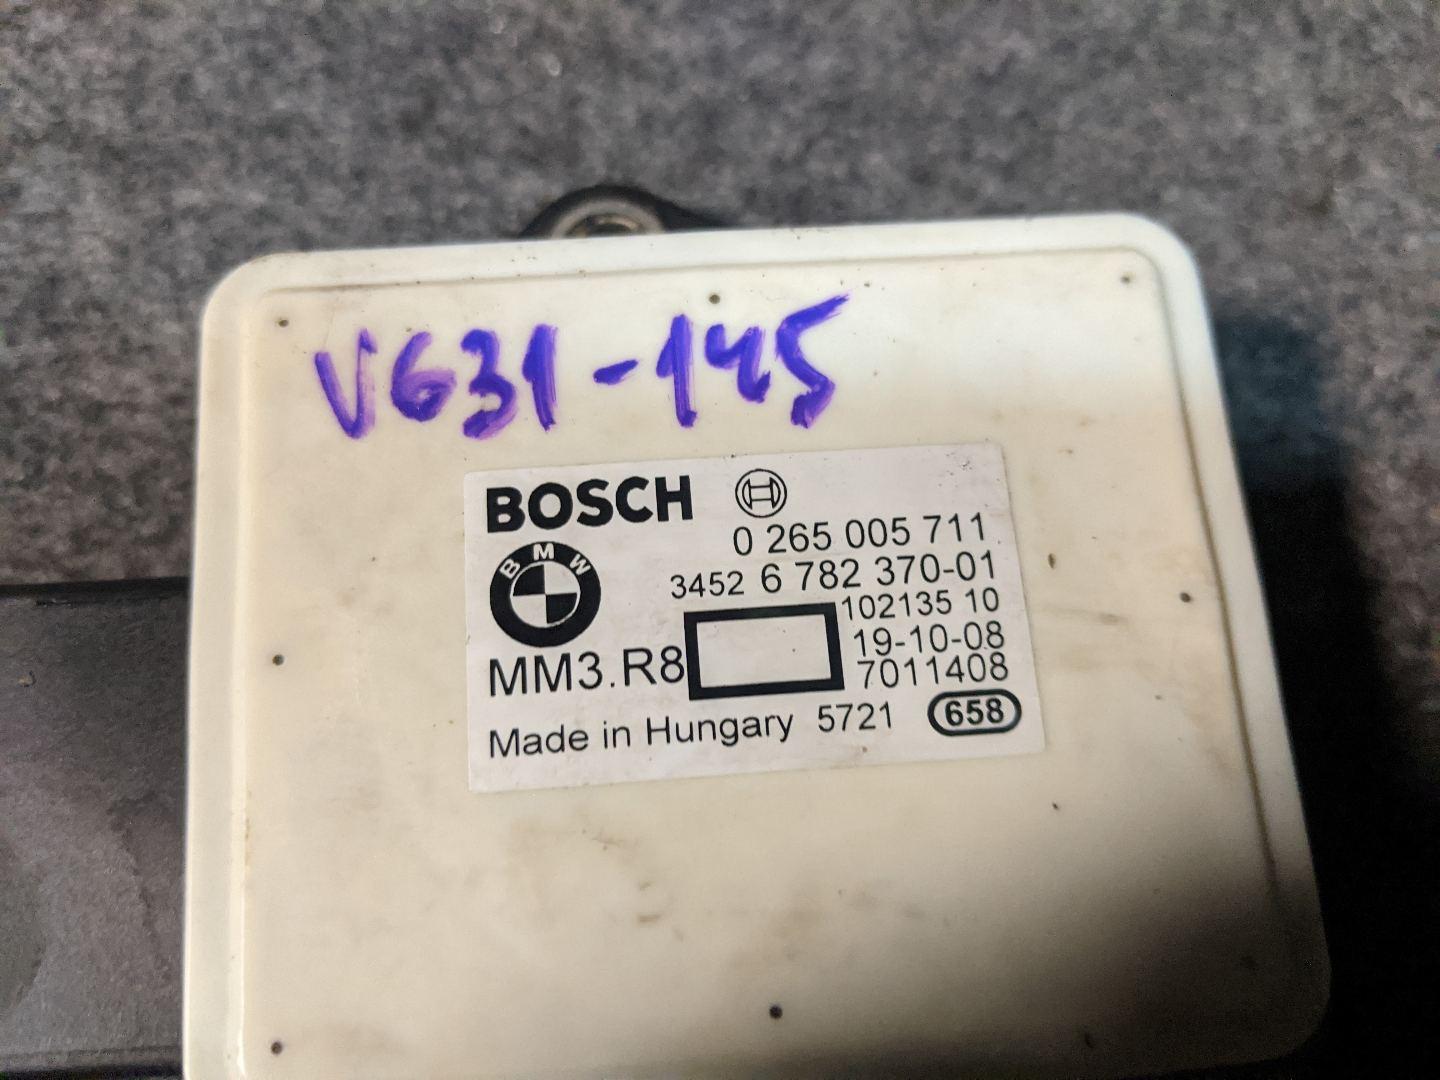 VG31-145
BOSCH
0 265 005 711
BMW
3452 6 782 370-01
102135 10
19-10-08
MM3.R8
7011408
Made in Hungary 5721 658